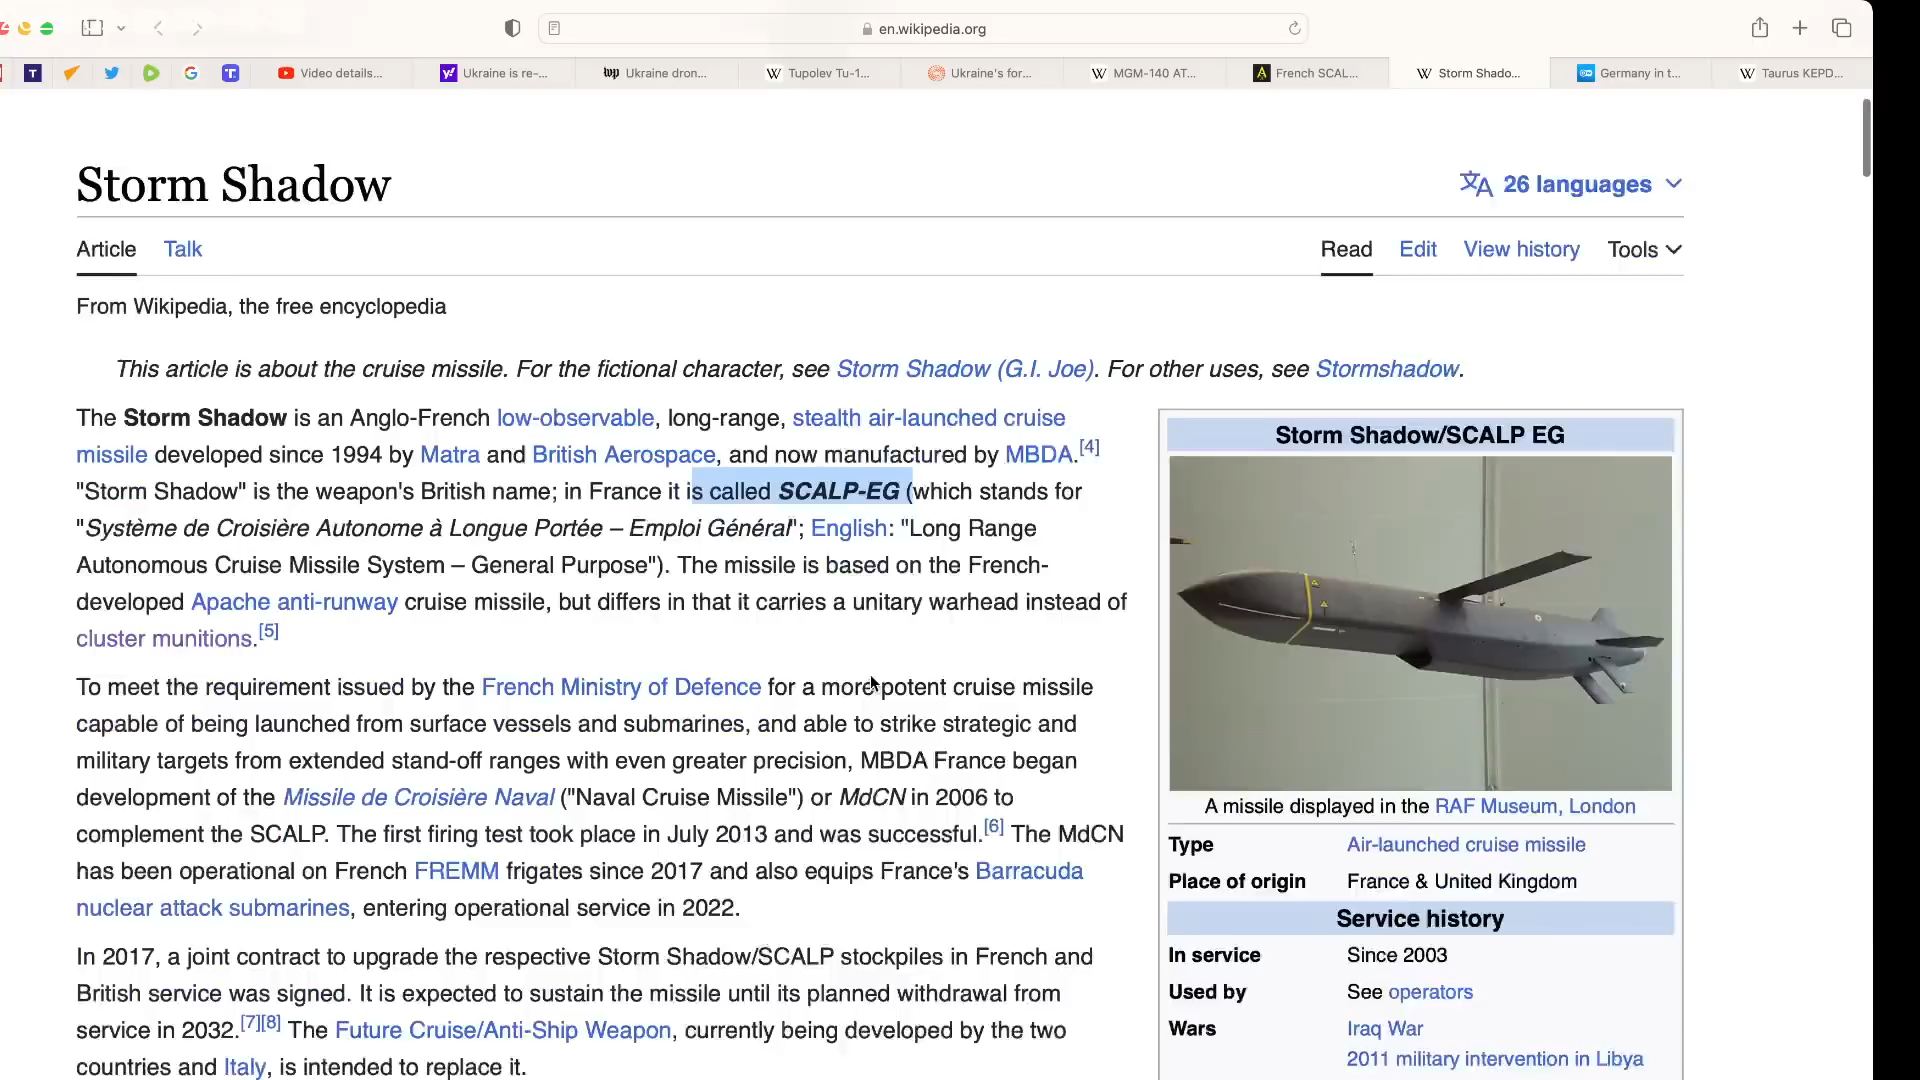 en.wikipedia.org
Video details...
Ukraine is re-...
Ukraine dron...
Tupolev Tu-1...
Ukraine's for...
MGM-140 AT...
French SCAL...
Storm Shado...
Germany in t...
Taurus KEPD...
Storm Shadow
26 languages
Article Talk
Read Edit View history Tools
From Wikipedia, the free encyclopedia
This article is about the cruise missile. For the fictional character, see Storm Shadow (G.I. Joe). For other uses, see Stormshadow.
The Storm Shadow is an Anglo-French low-observable, long-range, stealth air-launched cruise
missile developed since 1994 by Matra and British Aerospace, and now manufactured by MBDA.[4]
"Storm Shadow" is the weapon's British name; in France it is called SCALP-EG (which stands for
"Système de Croisière Autonome à Longue Portée – Emploi Général"; English: "Long Range
Autonomous Cruise Missile System – General Purpose"). The missile is based on the French-
developed Apache anti-runway cruise missile, but differs in that it carries a unitary warhead instead of
cluster munitions.[5]
To meet the requirement issued by the French Ministry of Defence for a more potent cruise missile
capable of being launched from surface vessels and submarines, and able to strike strategic and
military targets from extended stand-off ranges with even greater precision, MBDA France began
development of the Missile de Croisière Naval ("Naval Cruise Missile") or MdCN in 2006 to
complement the SCALP. The first firing test took place in July 2013 and was successful.[6] The MdCN
has been operational on French FREMM frigates since 2017 and also equips France's Barracuda
nuclear attack submarines, entering operational service in 2022.
In 2017, a joint contract to upgrade the respective Storm Shadow/SCALP stockpiles in French and
British service was signed. It is expected to sustain the missile until its planned withdrawal from
service in 2032.[7][8] The Future Cruise/Anti-Ship Weapon, currently being developed by the two
countries and Italy, is intended to replace it.
Storm Shadow/SCALP EG
A missile displayed in the RAF Museum, London
Type Air-launched cruise missile
Place of origin France & United Kingdom
Service history
In service Since 2003
Used by See operators
Wars Iraq War
2011 military intervention in Libya